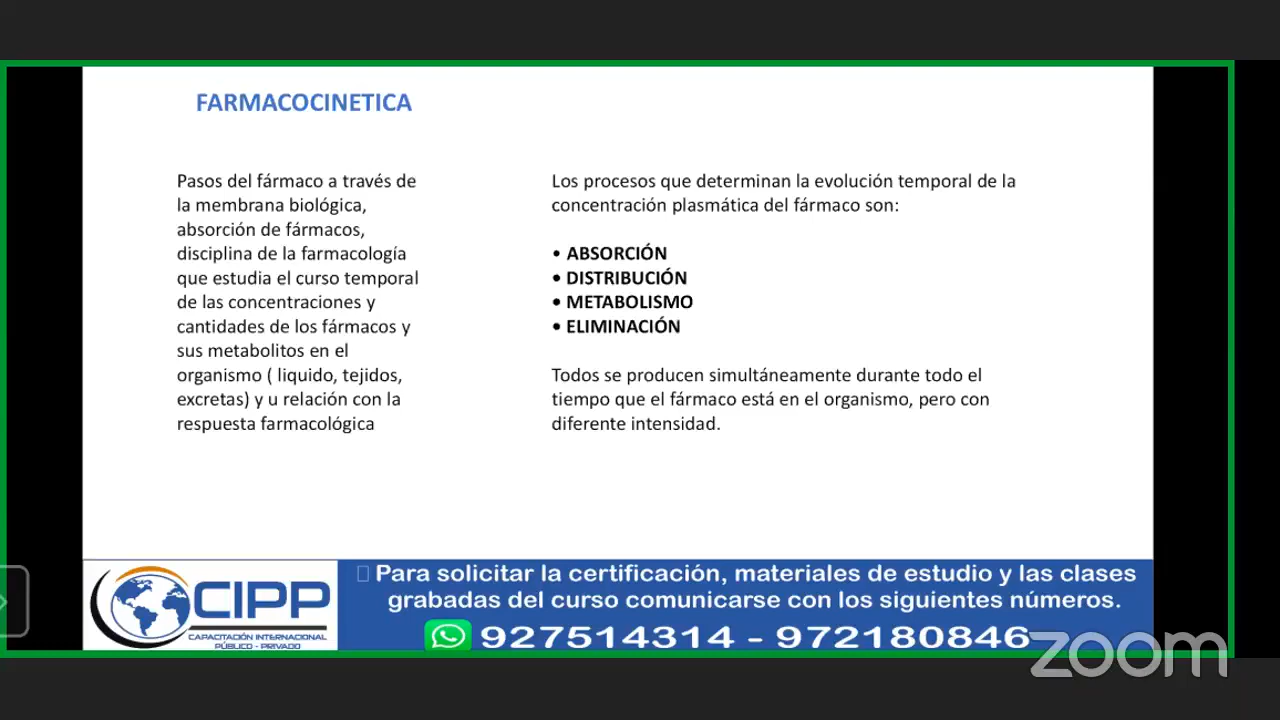 FARMACOCINETICA
Pasos del fármaco a través de
la membrana biológica,
absorción de fármacos,
disciplina de la farmacología
que estudia el curso temporal
de las concentraciones y
cantidades de los fármacos y
sus metabolitos en el
organismo ( liquido, tejidos,
excretas) y u relación con la
respuesta farmacológica
Los procesos que determinan la evolución temporal de la
concentración plasmática del fármaco son:
• ABSORCIÓN
• DISTRIBUCIÓN
• METABOLISMO
• ELIMINACIÓN
Todos se producen simultáneamente durante todo el
tiempo que el fármaco está en el organismo, pero con
diferente intensidad.
CIPP
CAPACITACIÓN INTERNACIONAL
PÚBLICO - PRIVADO
Para solicitar la certificación, materiales de estudio y las clases
grabadas del curso comunicarse con los siguientes números.
927514314 - 972180846
zoom